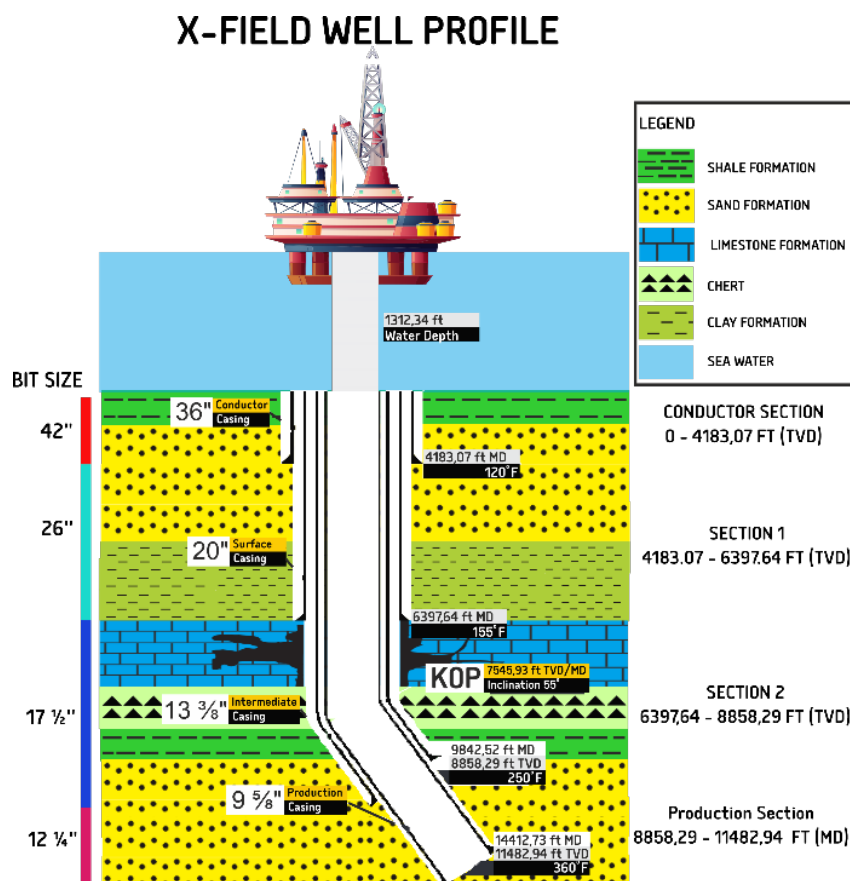 X-FIELD WELL PROFILE
LEGEND
SHALE FORMATION
SAND FORMATION
LIMESTONE FORMATION
CHERT
CLAY FORMATION
SEA WATER
1312,34 ft
Water Depth
BIT SIZE
42"
26"
17 ½"
12 ¼"
36" Conductor
Casing
4183,07 ft MD
120°F
20" Surface
Casing
6397,64 ft MD
155°F
KOP 7545,93 ft TVD/MD
Inclination 55°
13 ⅜" Intermediate
Casing
9842,52 ft MD
8858,29 ft TVD
250°F
9 ⅝" Production
Casing
14412,73 ft MD
11482,94 ft TVD
360°F
CONDUCTOR SECTION
0 - 4183,07 FT (TVD)
SECTION 1
4183.07 - 6397.64 FT (TVD)
SECTION 2
6397,64 - 8858,29 FT (TVD)
Production Section
8858,29 - 11482,94 FT (MD)